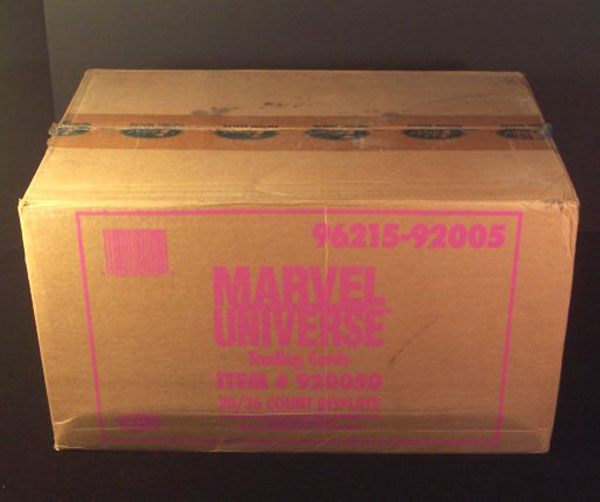 96215-92005
MARVEL
UNIVERSE
Trading Cards
ITEM # 920050
20/36 COUNT DISPLAYS